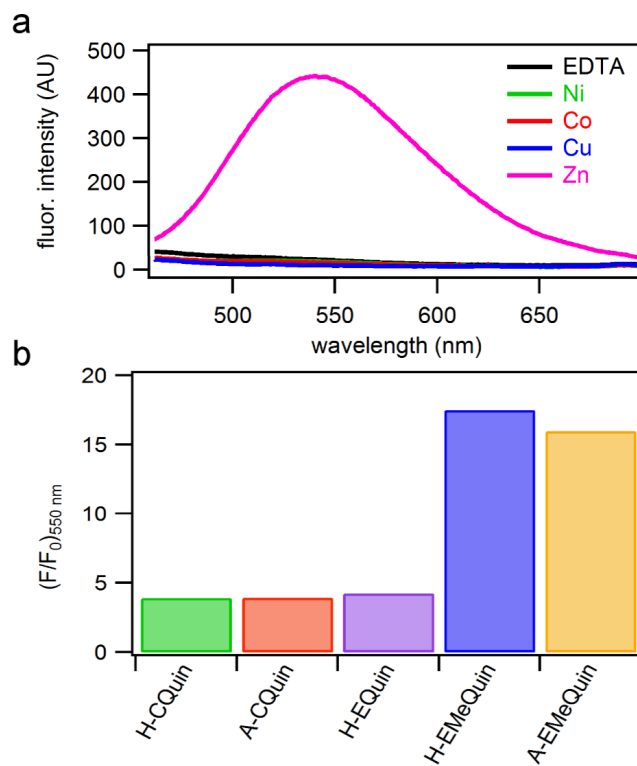 a
fluor. intensity (AU)
500
400
300
200
100
0
EDTA
Ni
Co
Cu
Zn
500
550
600
650
wavelength (nm)
b
(F/F₀)₅₅₀ ₙₘ
20
15
10
5
0
H-CQuin
A-CQuin
H-EQuin
H-EMeQuin
A-EMeQuin